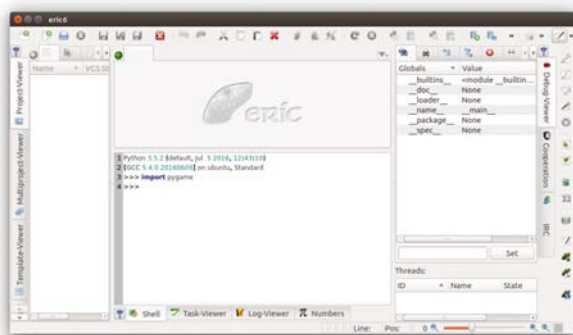 eric6
Project-Viewer
Multiproject-Viewer
Template-Viewer
Name
VCS St
eric
1 Python 3.5.2 (default, Jul 5 2016, 12:43:10)
2 [GCC 5.4.0 20160609] on ubuntu, Standard
3 >>> import pygame
4 >>>
Shell
Task-Viewer
Log-Viewer
Numbers
Globals
Value
__builtins__ <module __builtin...
__doc__ None
__loader__ None
__name__ __main__
__package__ None
__spec__ None
Set
Threads:
ID
Name
State
Debug-Viewer
Cooperation
IRC
Line:
Pos:
0